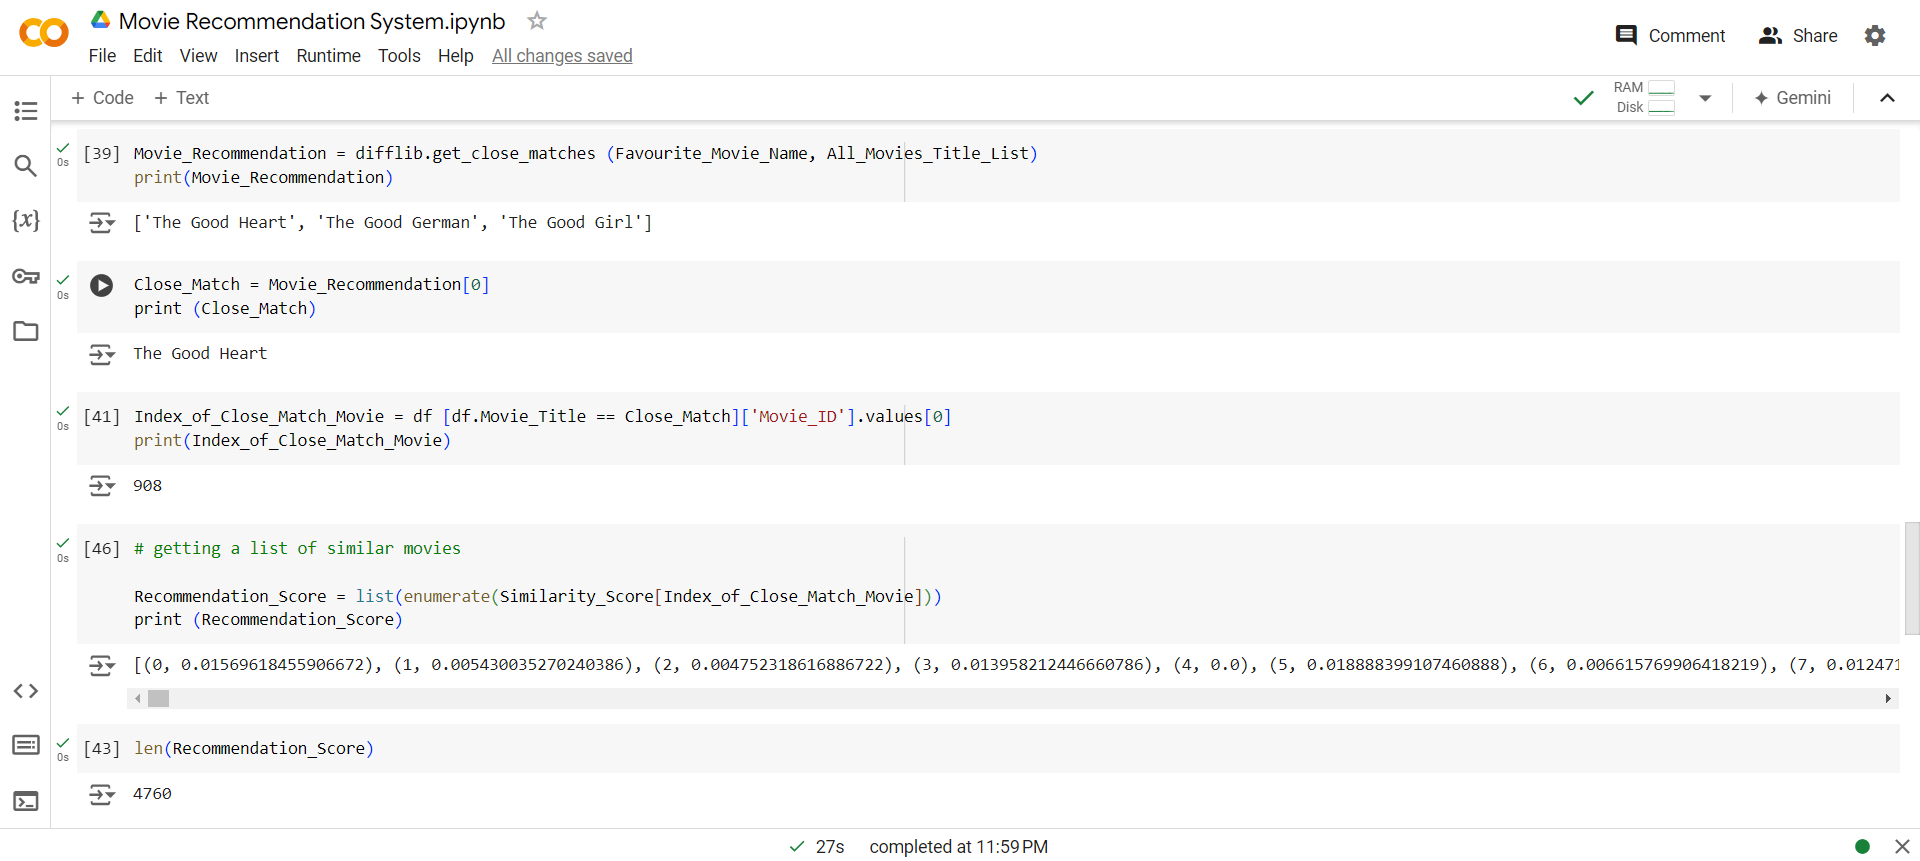 Movie Recommendation System.ipynb
File Edit View Insert Runtime Tools Help All changes saved
Comment Share
+ Code + Text
RAM
Disk
Gemini
0s
[39] Movie_Recommendation = difflib.get_close_matches (Favourite_Movie_Name, All_Movies_Title_List)
print(Movie_Recommendation)
['The Good Heart', 'The Good German', 'The Good Girl']
0s
Close_Match = Movie_Recommendation[0]
print (Close_Match)
The Good Heart
0s
[41] Index_of_Close_Match_Movie = df [df.Movie_Title == Close_Match]['Movie_ID'].values[0]
print(Index_of_Close_Match_Movie)
908
0s
[46] # getting a list of similar movies
Recommendation_Score = list(enumerate(Similarity_Score[Index_of_Close_Match_Movie]))
print (Recommendation_Score)
[(0, 0.01569618455906672), (1, 0.005430035270240386), (2, 0.004752318616886722), (3, 0.013958212446660786), (4, 0.0), (5, 0.018888399107460888), (6, 0.006615769906418219), (7, 0.012471
0s
[43] len(Recommendation_Score)
4760
27s completed at 11:59 PM